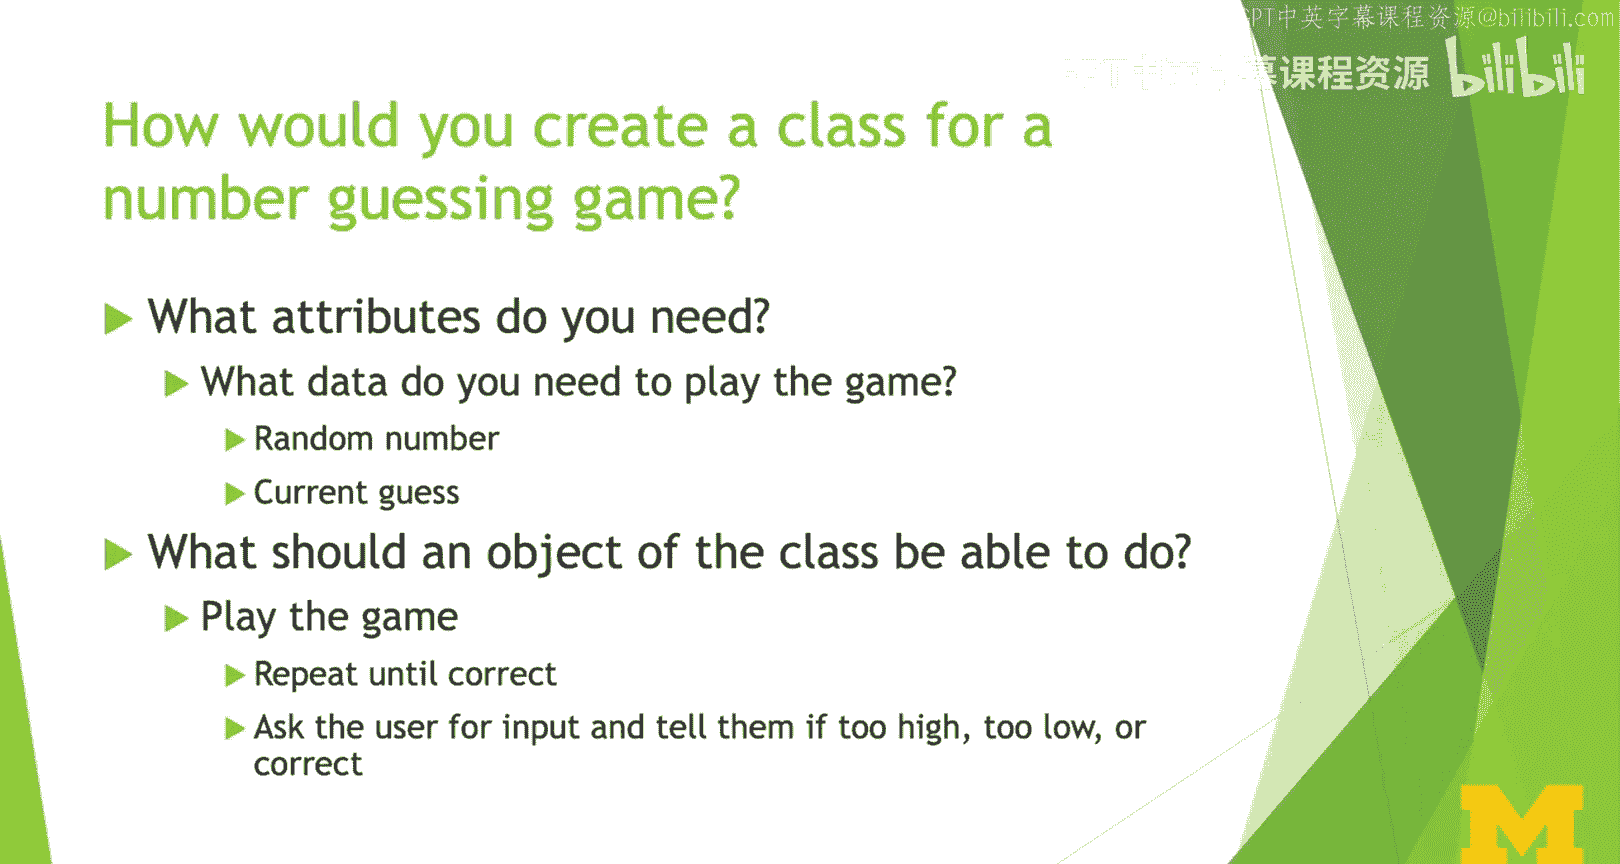 PT中英字幕课程资源@bilibili.com
幕课程资源 bilibili
How would you create a class for a
number guessing game?
What attributes do you need?
What data do you need to play the game?
Random number
Current guess
What should an object of the class be able to do?
Play the game
Repeat until correct
Ask the user for input and tell them if too high, too low, or
correct
M